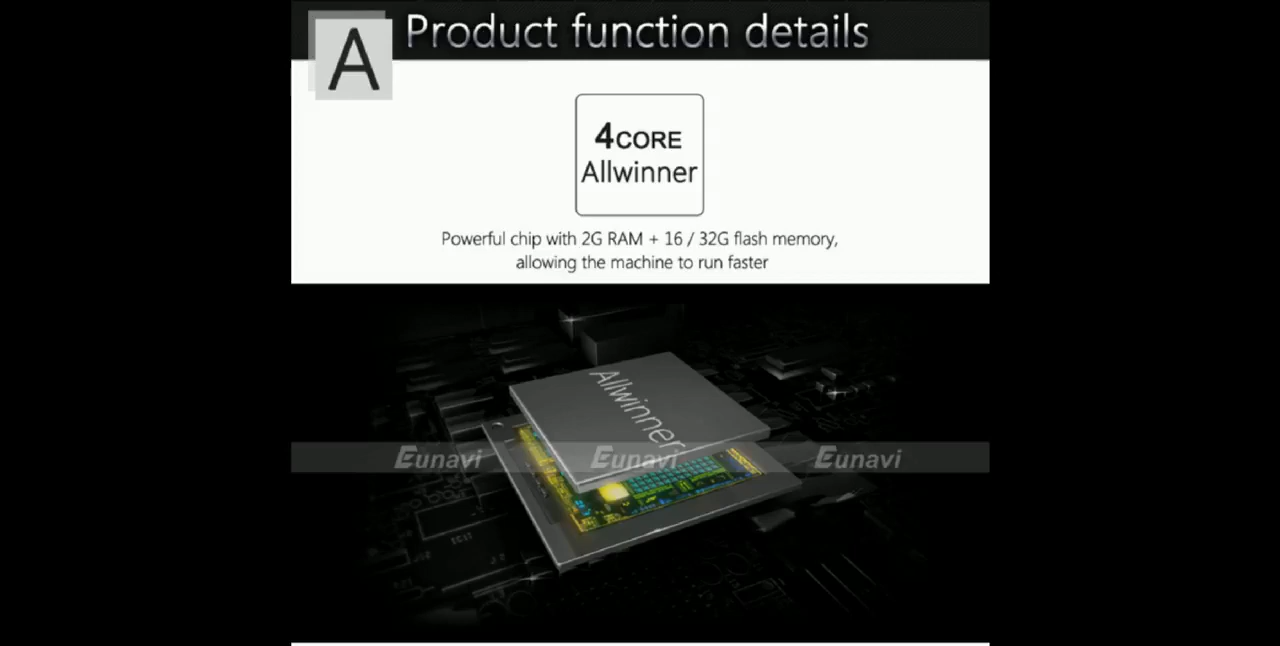 A
Product function details
4CORE
Allwinner
Powerful chip with 2G RAM + 16 / 32G flash memory,
allowing the machine to run faster
Allwinner
Eunavi Eunavi Eunavi